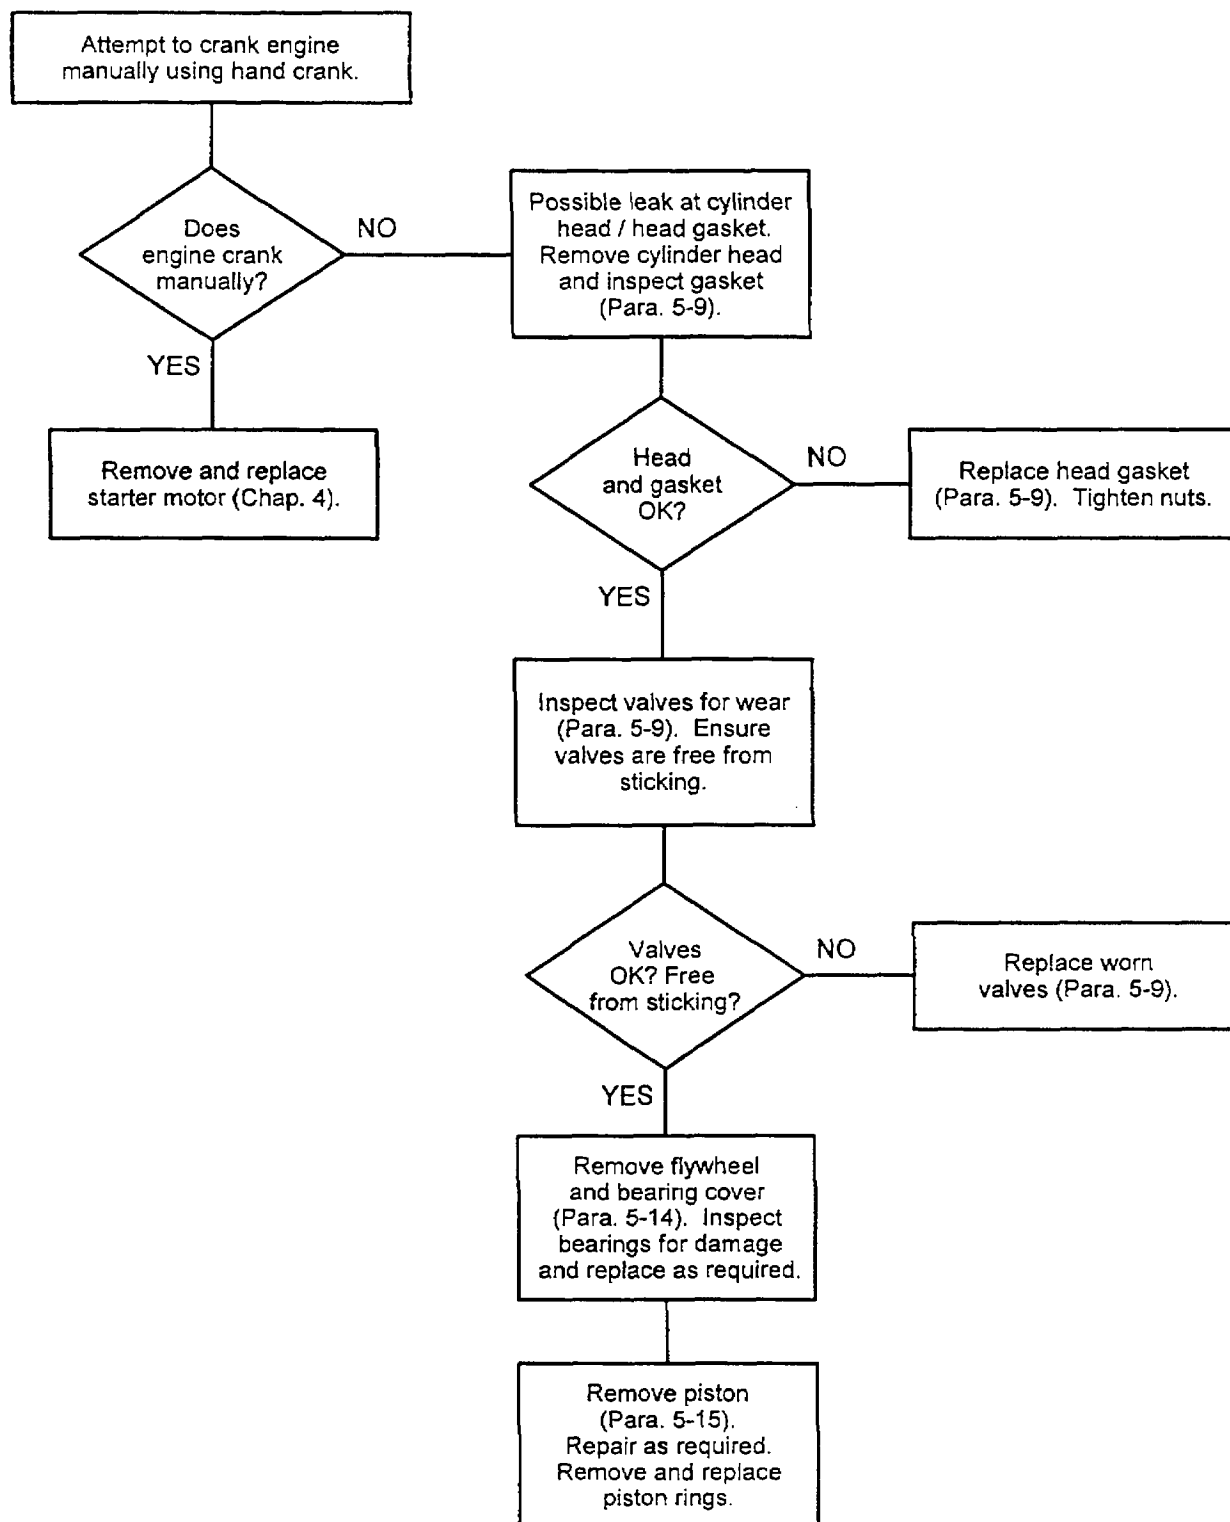 Attempt to crank engine
manually using hand crank.
Does
engine crank
manually?
NO
YES
Remove and replace
starter motor (Chap. 4).
Possible leak at cylinder
head / head gasket.
Remove cylinder head
and inspect gasket
(Para. 5-9).
Head
and gasket
OK?
NO
Replace head gasket
(Para. 5-9). Tighten nuts.
YES
Inspect valves for wear
(Para. 5-9). Ensure
valves are free from
sticking.
Valves
OK? Free
from sticking?
NO
Replace worn
valves (Para. 5-9).
YES
Remove flywheel
and bearing cover
(Para. 5-14). Inspect
bearings for damage
and replace as required.
Remove piston
(Para. 5-15).
Repair as required.
Remove and replace
piston rings.